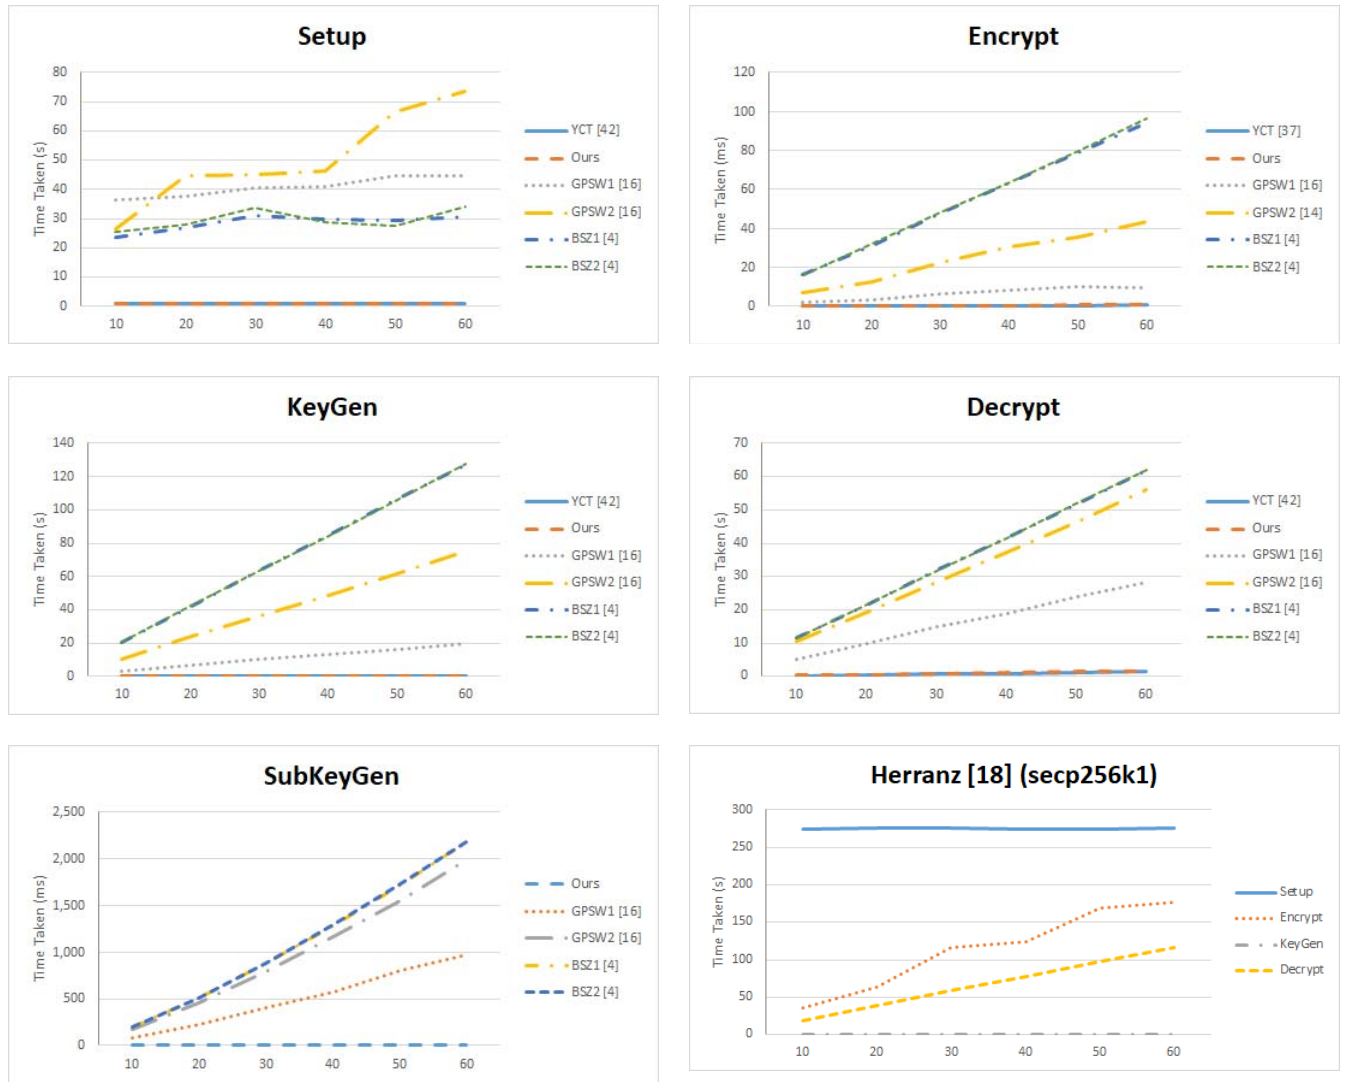 Setup
Time Taken (s)
80
70
60
50
40
30
20
10
0
10 20 30 40 50 60
YCT [42]
Ours
GPSW1 [16]
GPSW2 [16]
BSZ1 [4]
BSZ2 [4]
Encrypt
Time Taken (ms)
120
100
80
60
40
20
0
10 20 30 40 50 60
YCT [37]
Ours
GPSW1 [16]
GPSW2 [14]
BSZ1 [4]
BSZ2 [4]
KeyGen
Time Taken (s)
140
120
100
80
60
40
20
0
10 20 30 40 50 60
YCT [42]
Ours
GPSW1 [16]
GPSW2 [16]
BSZ1 [4]
BSZ2 [4]
Decrypt
Time Taken (s)
70
60
50
40
30
20
10
0
10 20 30 40 50 60
YCT [42]
Ours
GPSW1 [16]
GPSW2 [16]
BSZ1 [4]
BSZ2 [4]
SubKeyGen
Time Taken (ms)
2,500
2,000
1,500
1,000
500
0
10 20 30 40 50 60
Ours
GPSW1 [16]
GPSW2 [16]
BSZ1 [4]
BSZ2 [4]
Herranz [18] (secp256k1)
Time Taken (s)
300
250
200
150
100
50
0
10 20 30 40 50 60
Setup
Encrypt
KeyGen
Decrypt